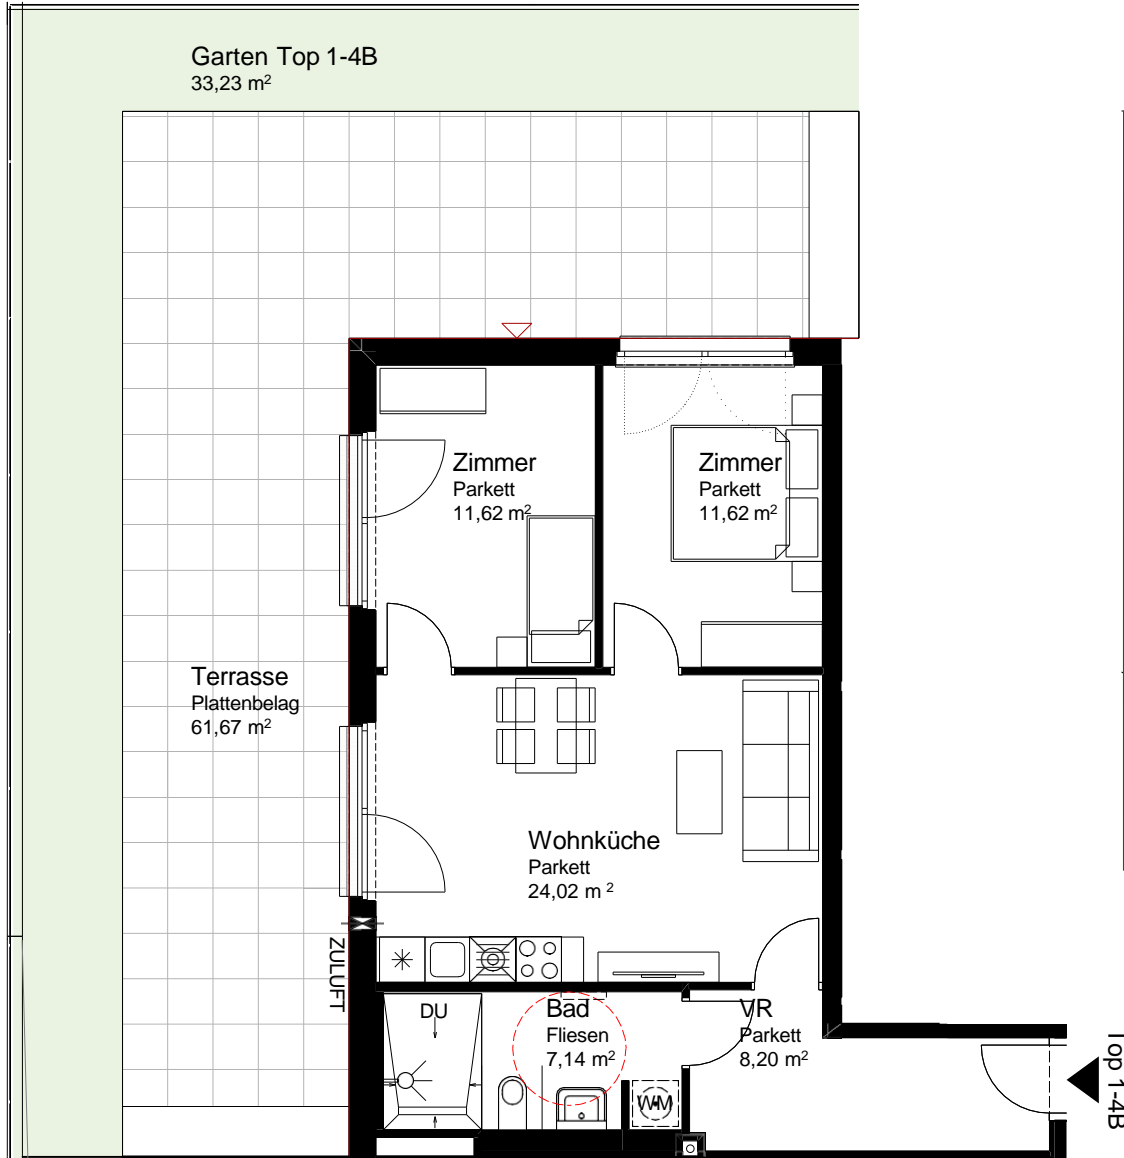 Garten Top 1-4B
33,23 m²
Zimmer
Parkett
11,62 m²
Zimmer
Parkett
11,62 m²
Terrasse
Plattenbelag
61,67 m²
Wohnküche
Parkett
24,02 m²
ZULUFT
DU
Bad
Fliesen
7,14 m²
VR
Parkett
8,20 m²
WM
Top 1-4B